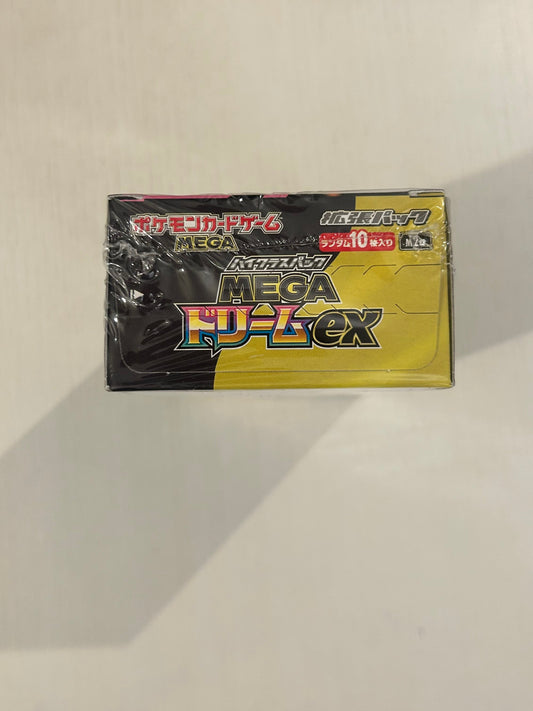 ポケモンカードゲーム 拡張パック
MEGA ランダム10枚入り M2a
ハイクラスパック
MEGA
ドリームex